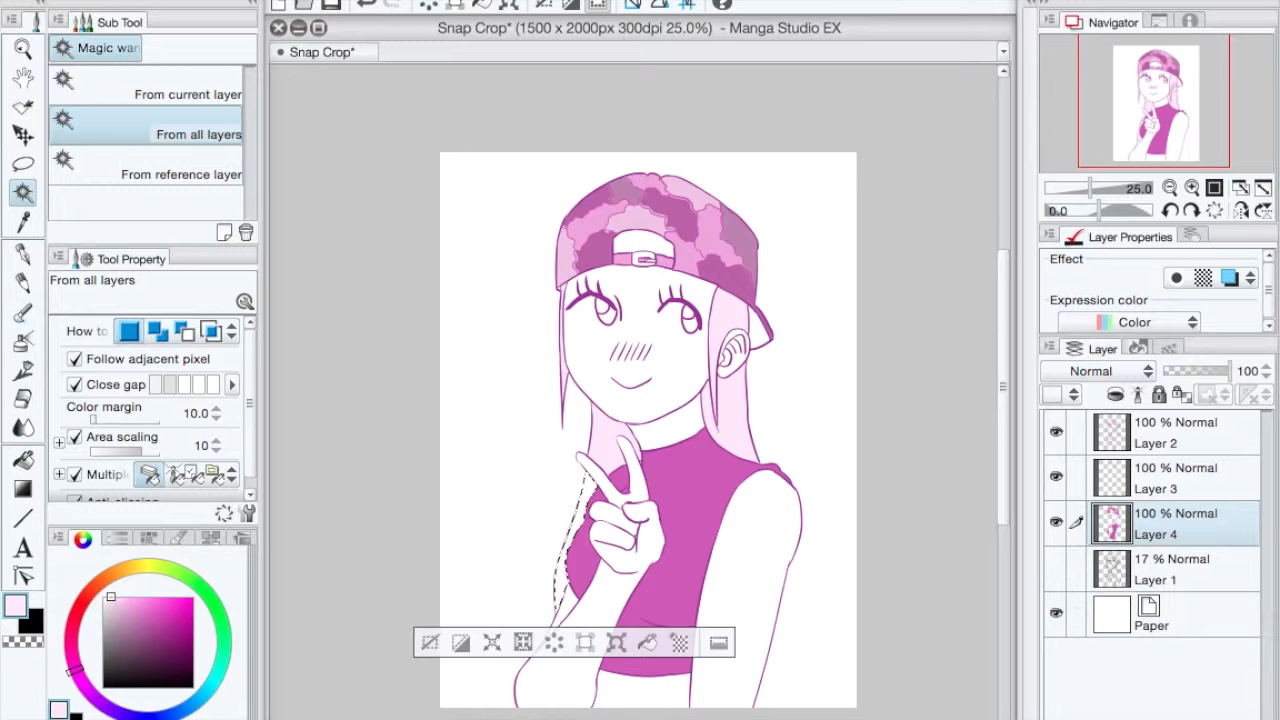 Snap Crop* (1500 x 2000px 300dpi 25.0%) - Manga Studio EX
Snap Crop*
Sub Tool
Magic wan
From current layer
From all layers
From reference layer
Tool Property
From all layers
How to
Follow adjacent pixel
Close gap
Color margin
10.0
Area scaling
10
Multiple
A
Navigator
25.0
0.0
Layer Properties
Effect
Expression color
Color
Layer
Normal
100
100 % Normal
Layer 2
100 % Normal
Layer 3
100 % Normal
Layer 4
17 % Normal
Layer 1
Paper